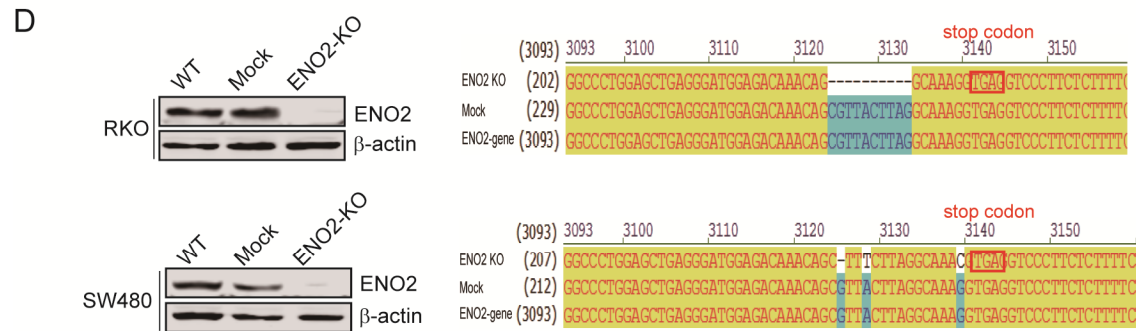 D
WT Mock ENO2-KO
RKO
ENO2
β-actin
stop codon
(3093) 3093 3100 3110 3120 3130 3140 3150
ENO2 KO (202) GGCCCTGGAGCTGAGGGATGGAGACAAACAG----------GCAAAGGTGAGGTCCCTTCTCTTTTC
Mock (229) GGCCCTGGAGCTGAGGGATGGAGACAAACAGCGTTACTTAGGCAAAGGTGAGGTCCCTTCTCTTTTC
ENO2-gene (3093) GGCCCTGGAGCTGAGGGATGGAGACAAACAGCGTTACTTAGGCAAAGGTGAGGTCCCTTCTCTTTTC
WT Mock ENO2-KO
SW480
ENO2
β-actin
stop codon
(3093) 3093 3100 3110 3120 3130 3140 3150
ENO2 KO (207) GGCCCTGGAGCTGAGGGATGGAGACAAACAGC-TTTCTTAGGCAAACGTGAGGTCCCTTCTCTTTTC
Mock (212) GGCCCTGGAGCTGAGGGATGGAGACAAACAGCGTTACTTAGGCAAAGGTGAGGTCCCTTCTCTTTTC
ENO2-gene (3093) GGCCCTGGAGCTGAGGGATGGAGACAAACAGCGTTACTTAGGCAAAGGTGAGGTCCCTTCTCTTTTC